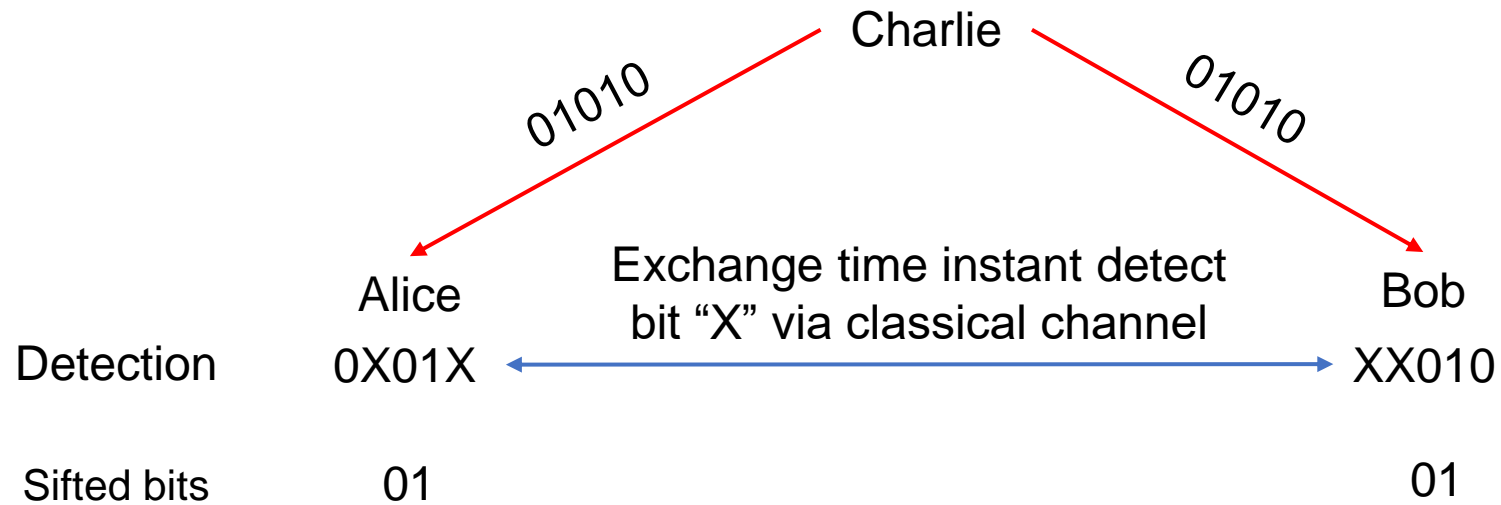 Charlie
01010
01010
Exchange time instant detect
bit “X” via classical channel
Alice
Bob
Detection
0X01X
XX010
Sifted bits
01
01